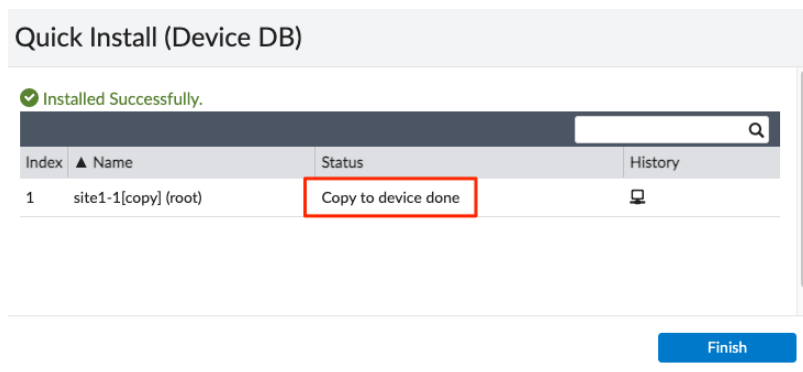 Quick Install (Device DB)
Installed Successfully.
Index ▲ Name Status History
1 site1-1[copy] (root) Copy to device done
Finish